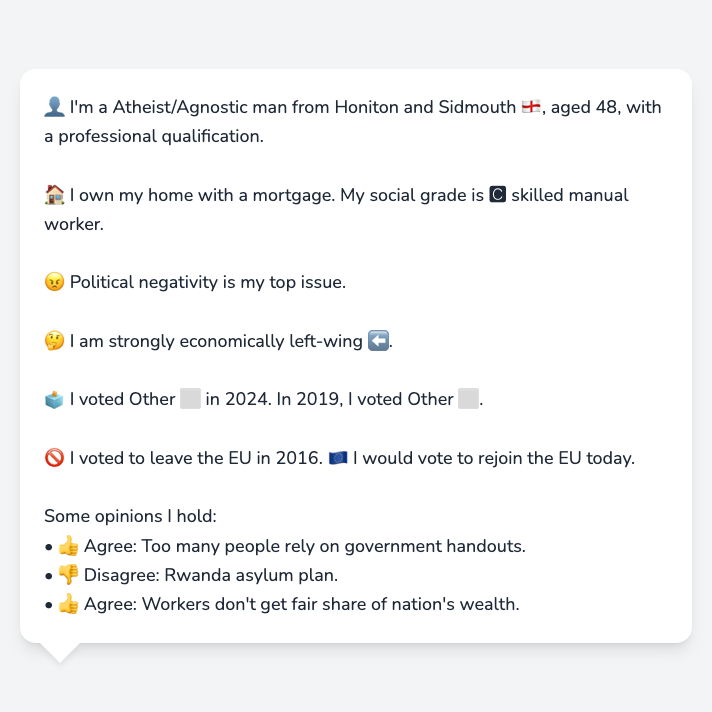 👤 I'm a Atheist/Agnostic man from Honiton and Sidmouth 🏴󠁧󠁢󠁥󠁮󠁧󠁿, aged 48, with
a professional qualification.
🏠 I own my home with a mortgage. My social grade is 🅲 skilled manual
worker.
😠 Political negativity is my top issue.
🤔 I am strongly economically left-wing ⬅️.
🗳️ I voted Other ⬜ in 2024. In 2019, I voted Other ⬜.
🚫 I voted to leave the EU in 2016. 🇪🇺 I would vote to rejoin the EU today.
Some opinions I hold:
• 👍 Agree: Too many people rely on government handouts.
• 👎 Disagree: Rwanda asylum plan.
• 👍 Agree: Workers don't get fair share of nation's wealth.